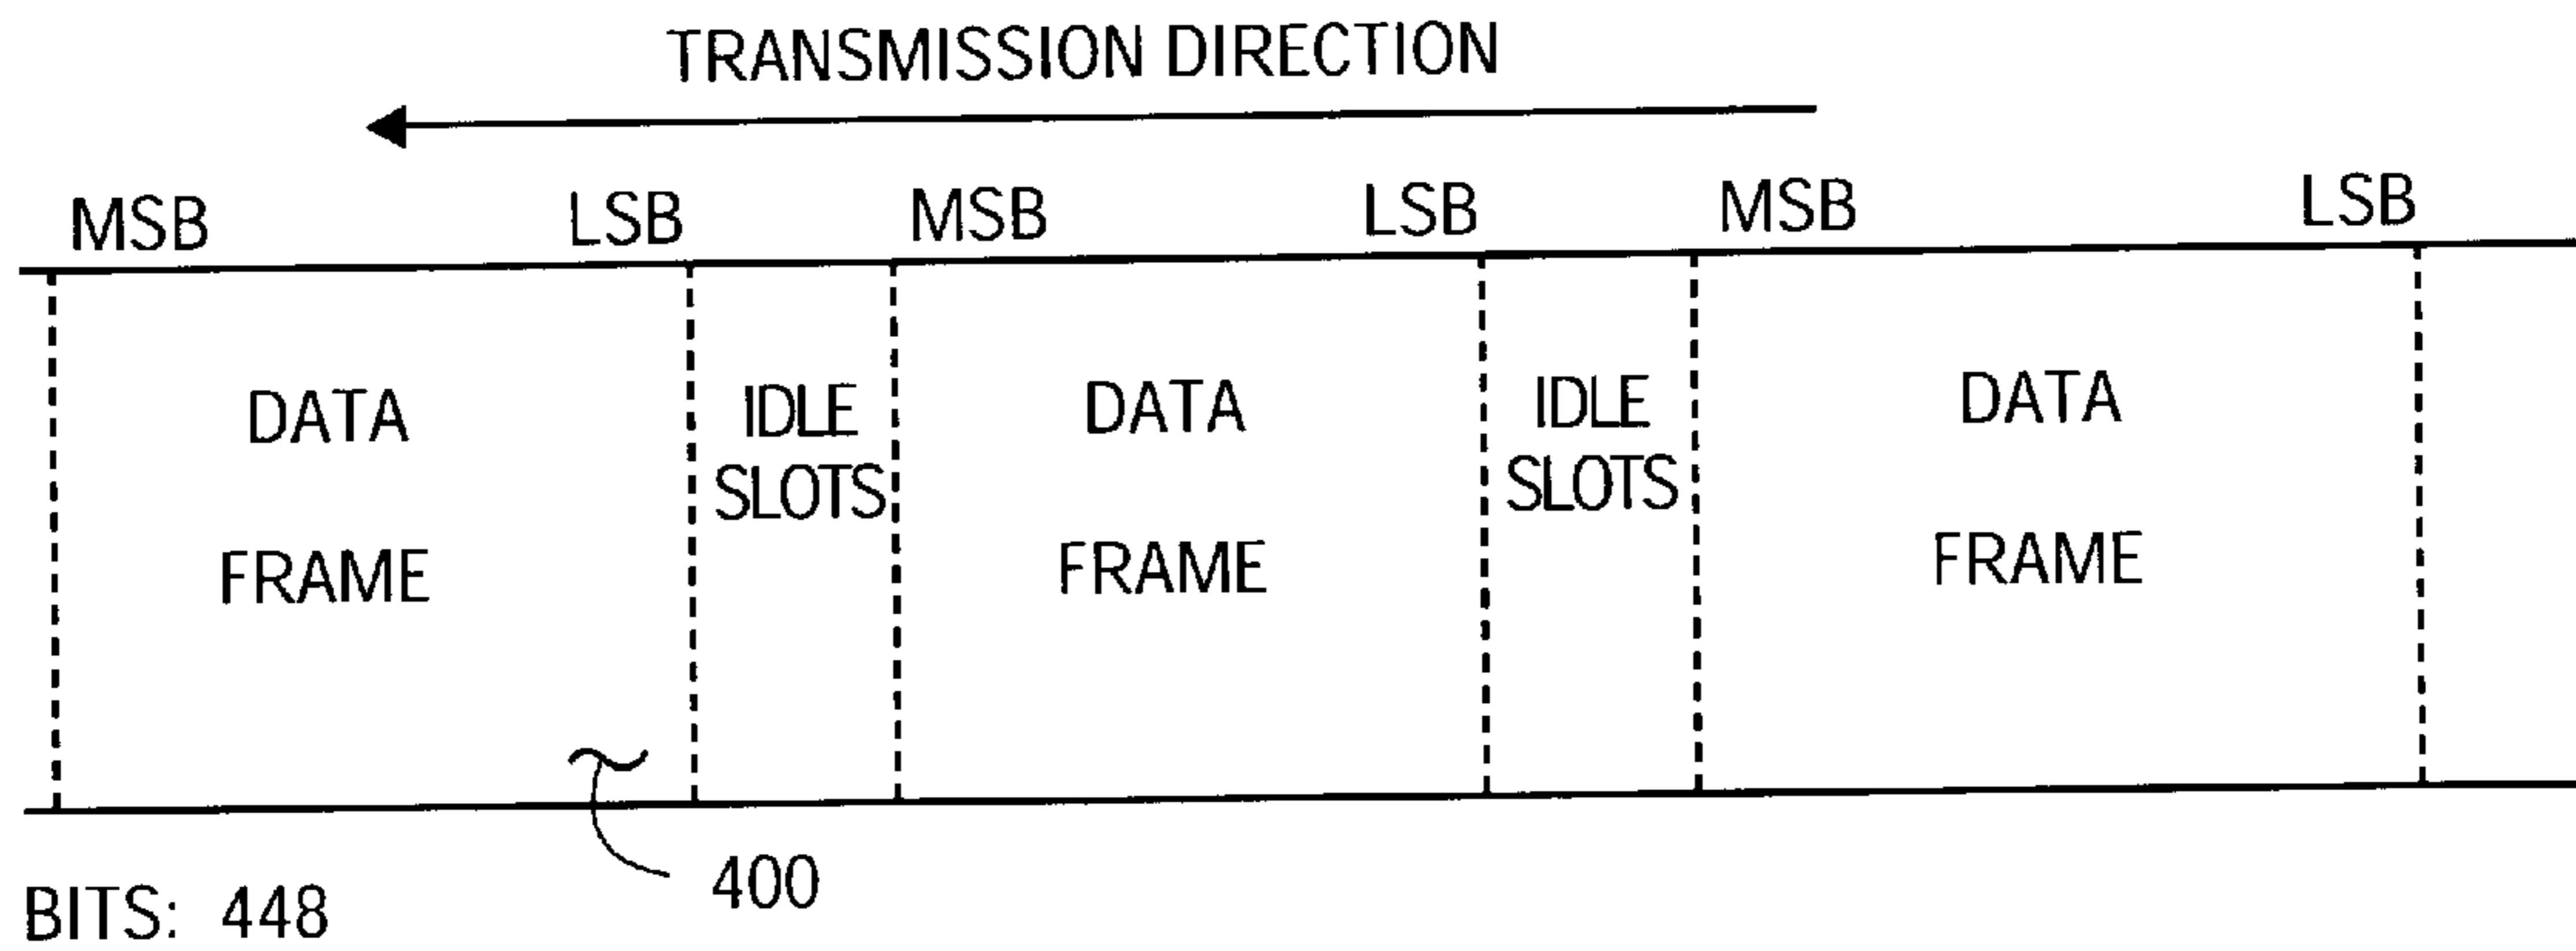 TRANSMISSION DIRECTION
MSB LSB MSB LSB MSB LSB
DATA IDLE DATA IDLE DATA
SLOTS SLOTS
FRAME FRAME FRAME
400
BITS: 448